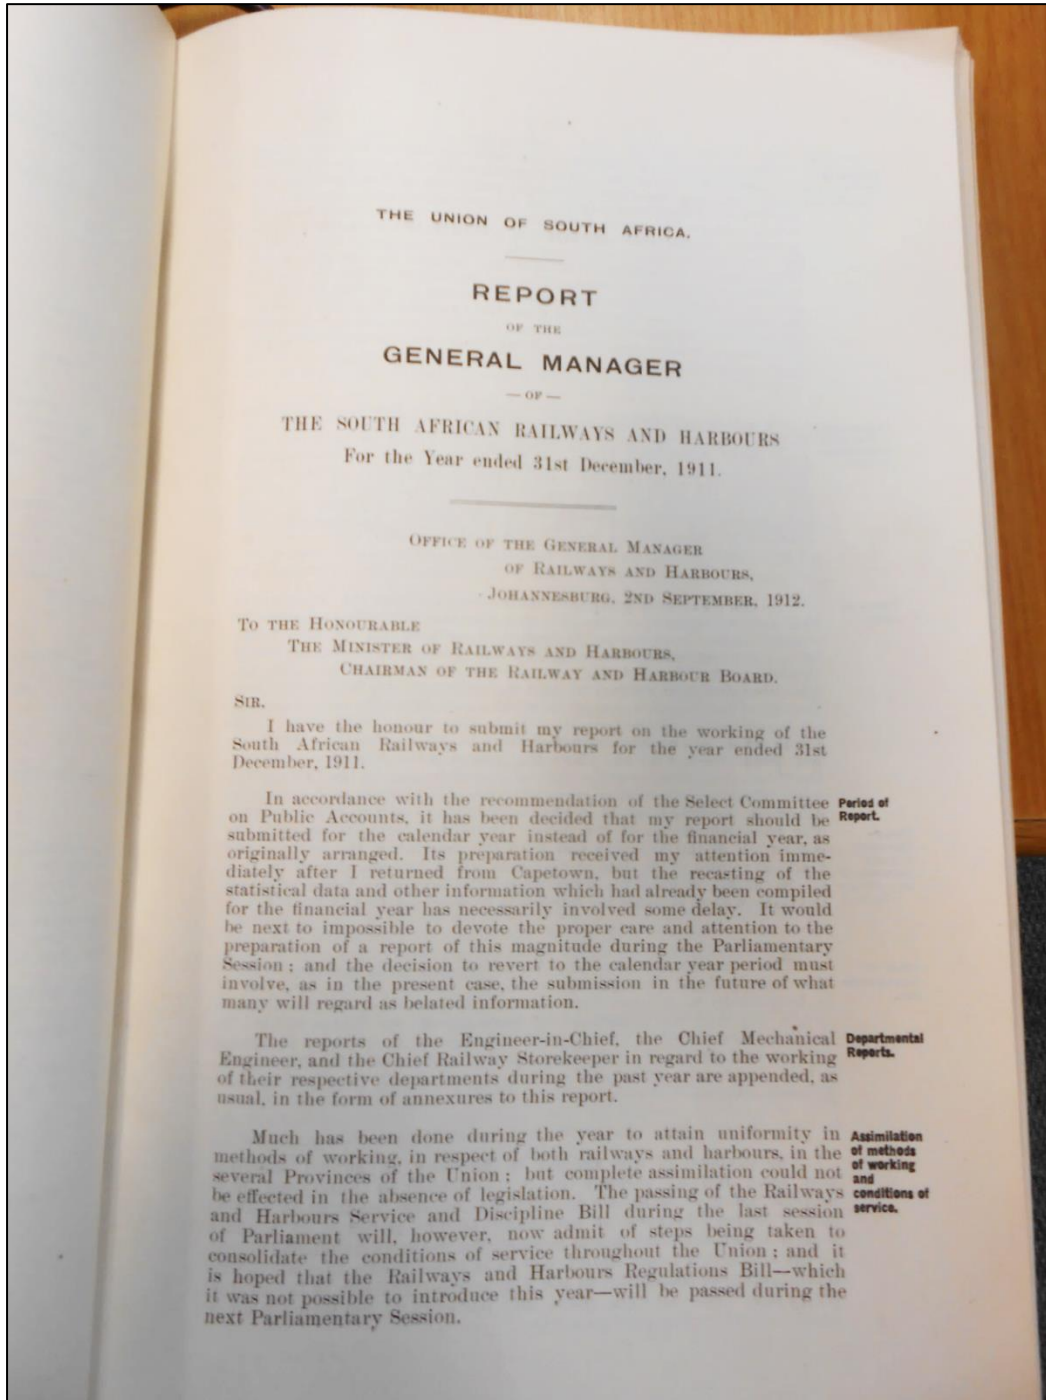 THE UNION OF SOUTH AFRICA.
REPORT
OF THE
GENERAL MANAGER
— OF —
THE SOUTH AFRICAN RAILWAYS AND HARBOURS
For the Year ended 31st December, 1911.
OFFICE OF THE GENERAL MANAGER
OF RAILWAYS AND HARBOURS,
JOHANNESBURG, 2ND SEPTEMBER, 1912.
TO THE HONOURABLE
THE MINISTER OF RAILWAYS AND HARBOURS,
CHAIRMAN OF THE RAILWAY AND HARBOUR BOARD.
SIR,
I have the honour to submit my report on the working of the
South African Railways and Harbours for the year ended 31st
December, 1911.
In accordance with the recommendation of the Select Committee
on Public Accounts, it has been decided that my report should be
submitted for the calendar year instead of for the financial year, as
originally arranged. Its preparation received my attention imme-
diately after I returned from Capetown, but the recasting of the
statistical data and other information which had already been compiled
for the financial year has necessarily involved some delay. It would
be next to impossible to devote the proper care and attention to the
preparation of a report of this magnitude during the Parliamentary
Session; and the decision to revert to the calendar year period must
involve, as in the present case, the submission in the future of what
many will regard as belated information.
Period of
Report.
The reports of the Engineer-in-Chief, the Chief Mechanical
Engineer, and the Chief Railway Storekeeper in regard to the working
of their respective departments during the past year are appended, as
usual, in the form of annexures to this report.
Departmental
Reports.
Much has been done during the year to attain uniformity in
methods of working, in respect of both railways and harbours, in the
several Provinces of the Union; but complete assimilation could not
be effected in the absence of legislation. The passing of the Railways
and Harbours Service and Discipline Bill during the last session
of Parliament will, however, now admit of steps being taken to
consolidate the conditions of service throughout the Union; and it
is hoped that the Railways and Harbours Regulations Bill—which
it was not possible to introduce this year—will be passed during the
next Parliamentary Session.
Assimilation
of methods
of working
and
conditions of
service.